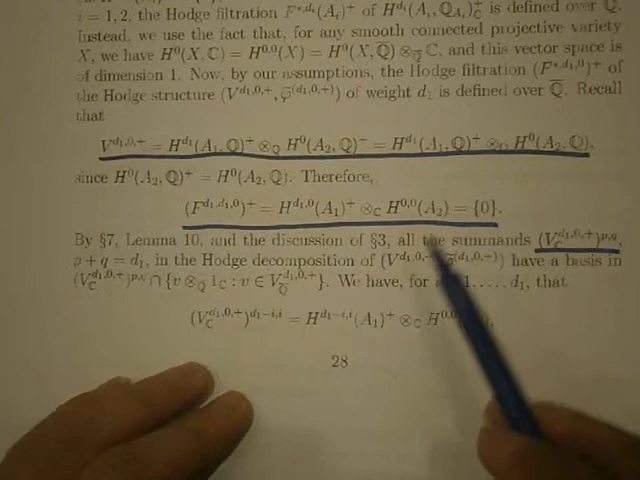 i = 1, 2, the Hodge filtration F^{*,d_i}(A_i)^+ of H^{d_i}(A_i, ℚ_{A_i})^+_ℂ is defined over ℚ̅.
Instead, we use the fact that, for any smooth connected projective variety
X, we have H^0(X, ℂ) = H^{0,0}(X) = H^0(X, ℚ̅) ⊗_ℚ̅ ℂ, and this vector space is
of dimension 1. Now, by our assumptions, the Hodge filtration (F^{*,d_1,0})^+ of
the Hodge structure (V^{d_1,0,+}, φ̃^{(d_1,0,+)}) of weight d_1 is defined over ℚ̅. Recall
that
V^{d_1,0,+} = H^{d_1}(A_1, ℚ)^+ ⊗_ℚ H^0(A_2, ℚ)^+ = H^{d_1}(A_1, ℚ)^+ ⊗_ℚ H^0(A_2, ℚ),
since H^0(A_2, ℚ)^+ = H^0(A_2, ℚ). Therefore,
(F^{d_1,d_1,0})^+ = H^{d_1,0}(A_1)^+ ⊗_ℂ H^{0,0}(A_2) = {0}.
By §7, Lemma 10, and the discussion of §3, all the summands (V_ℂ^{d_1,0,+})^{p,q},
p + q = d_1, in the Hodge decomposition of (V^{d_1,0,+}, φ̃^{(d_1,0,+)}) have a basis in
(V_ℂ^{d_1,0,+})^{p,q} ∩ {v ⊗_ℚ̅ 1_ℂ : v ∈ V_ℚ̅^{d_1,0,+}}. We have, for 1, . . . , d_1, that
(V_ℂ^{d_1,0,+})^{d_1−i,i} = H^{d_1−i,i}(A_1)^+ ⊗_ℂ H^{0,0}
28